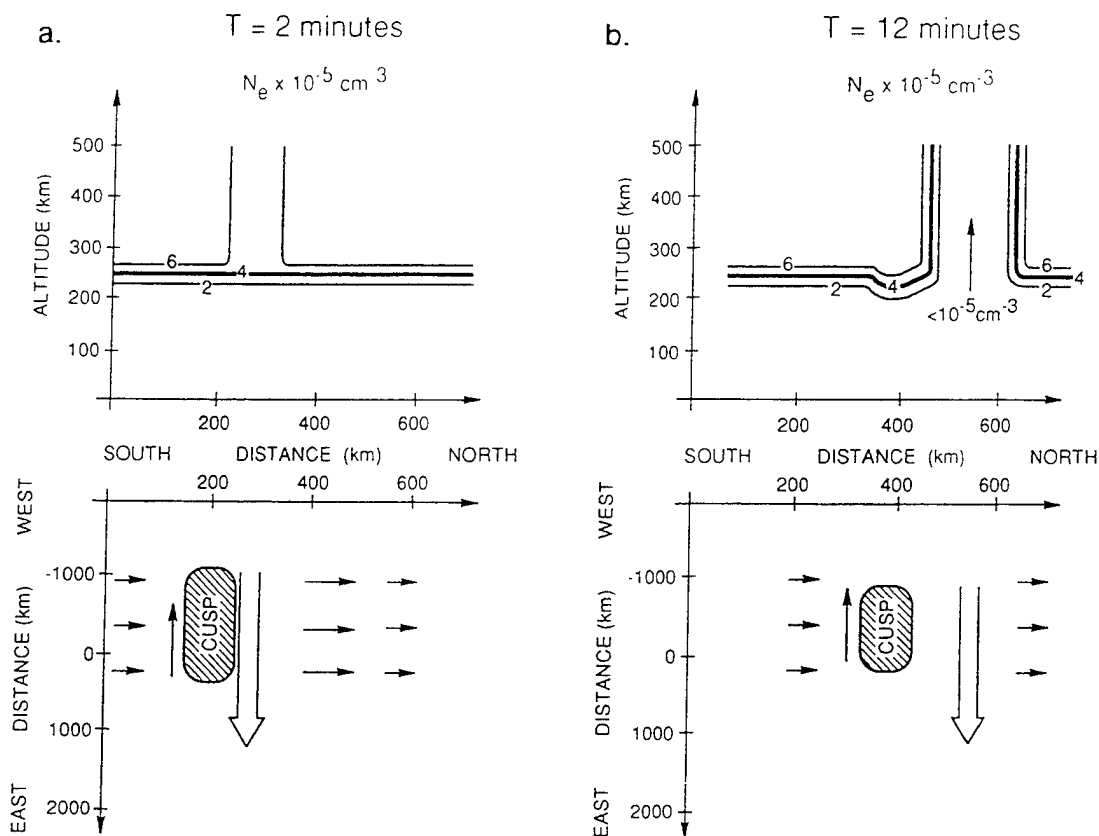 a.
T = 2 minutes
Ne x 10-5 cm 3
ALTITUDE (km)
500
400
300
200
100
6
4
2
200
400
600
SOUTH
DISTANCE (km)
NORTH
200
400
600
WEST
DISTANCE (km)
EAST
-1000
0
1000
2000
CUSP
b.
T = 12 minutes
Ne x 10-5 cm-3
ALTITUDE (km)
500
400
300
200
100
6
4
2
4
6
2
4
<10-5cm-3
200
400
600
SOUTH
DISTANCE (km)
NORTH
200
400
600
WEST
DISTANCE (km)
EAST
-1000
0
1000
2000
CUSP